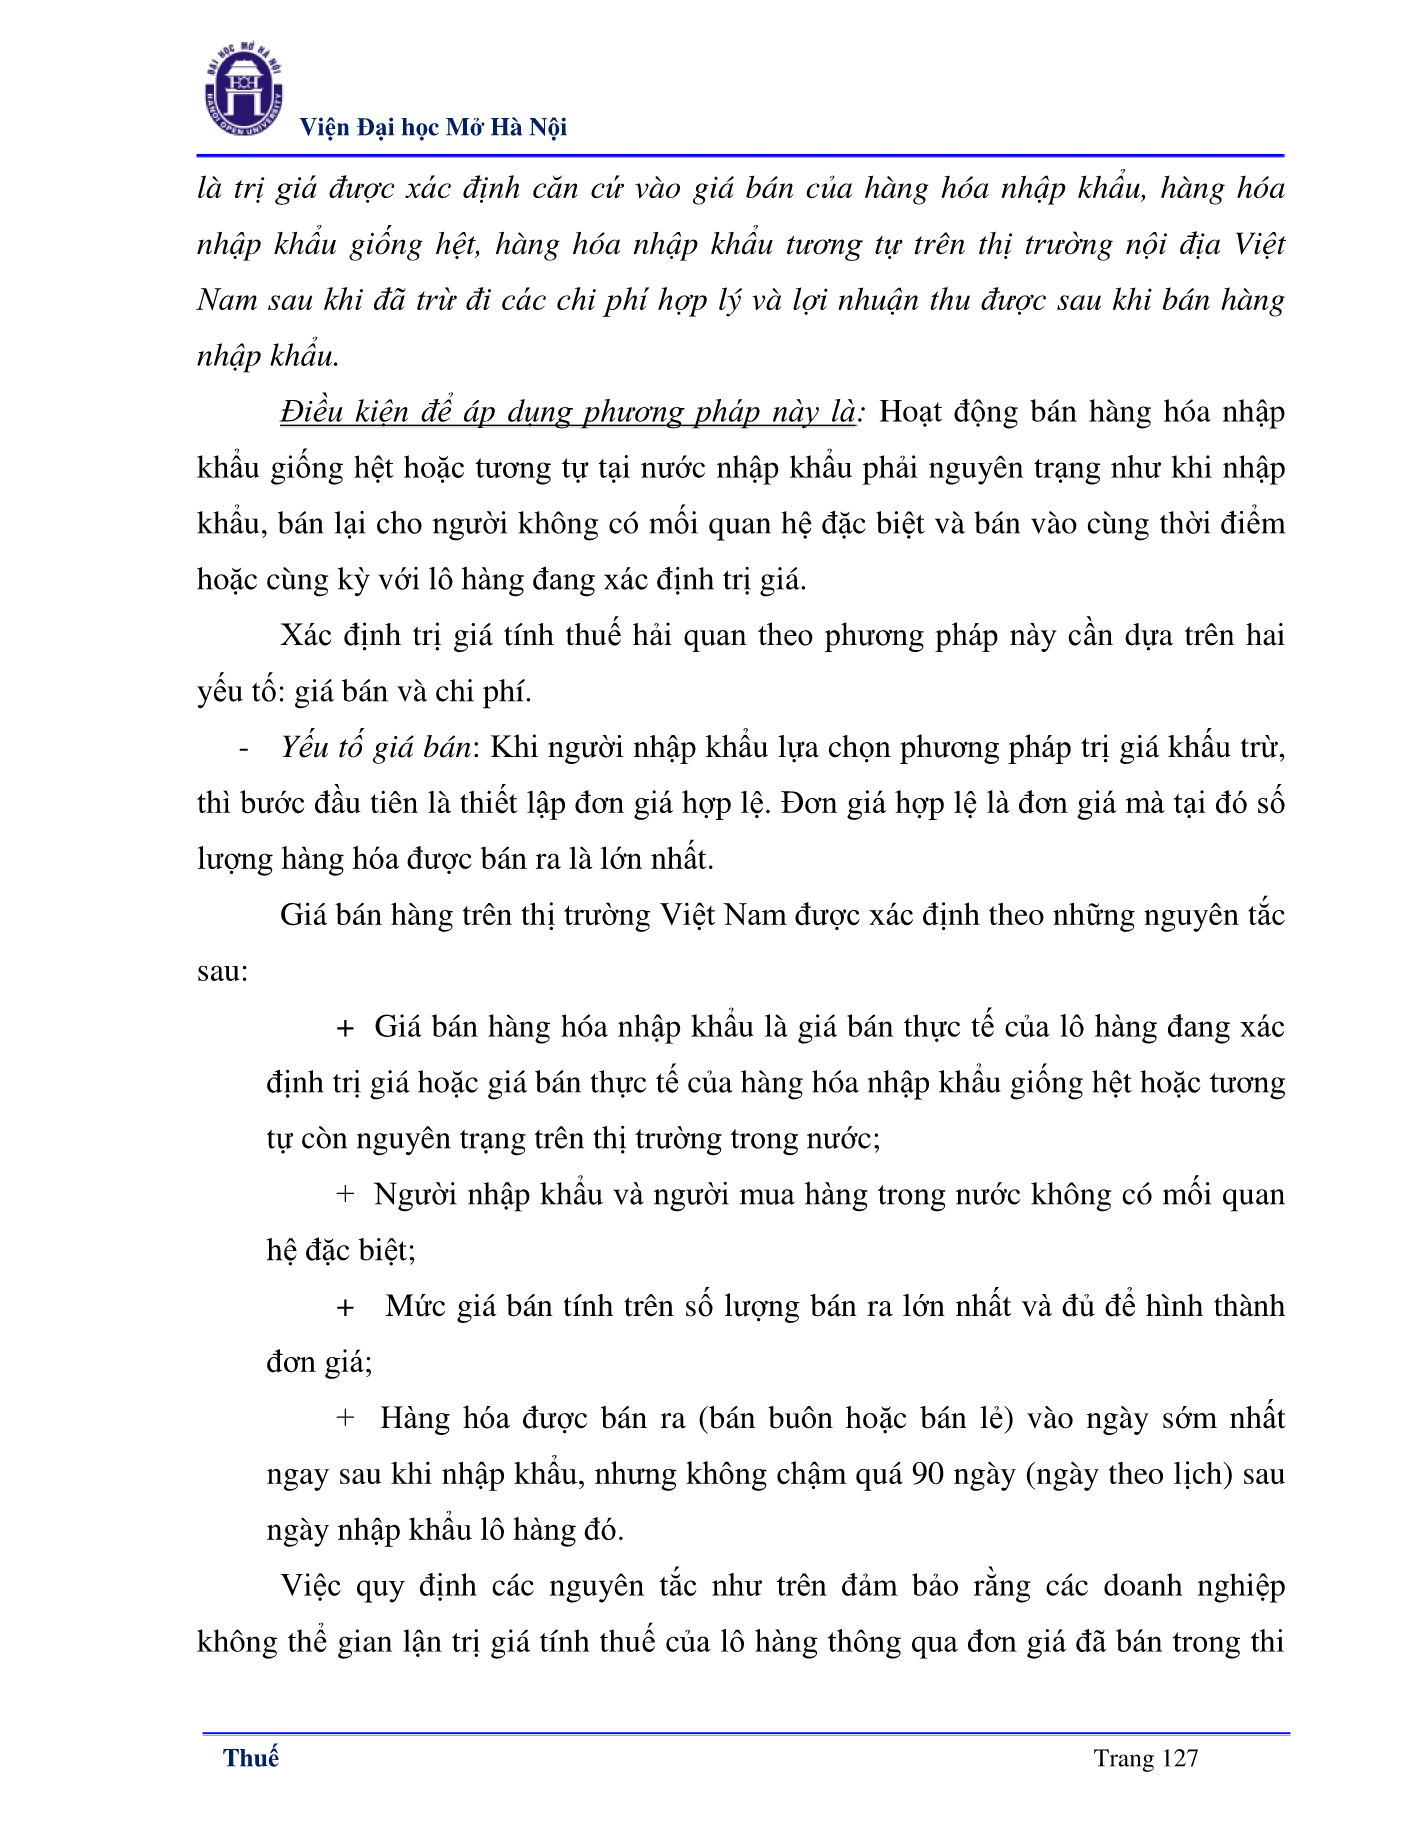 ĐẠI HỌC MỞ HÀ NỘI
HANOI OPEN UNIVERSITY
Viện Đại học Mở Hà Nội
là trị giá được xác định căn cứ vào giá bán của hàng hóa nhập khẩu, hàng hóa
nhập khẩu giống hệt, hàng hóa nhập khẩu tương tự trên thị trường nội địa Việt
Nam sau khi đã trừ đi các chi phí hợp lý và lợi nhuận thu được sau khi bán hàng
nhập khẩu.
Điều kiện để áp dụng phương pháp này là: Hoạt động bán hàng hóa nhập
khẩu giống hệt hoặc tương tự tại nước nhập khẩu phải nguyên trạng như khi nhập
khẩu, bán lại cho người không có mối quan hệ đặc biệt và bán vào cùng thời điểm
hoặc cùng kỳ với lô hàng đang xác định trị giá.
Xác định trị giá tính thuế hải quan theo phương pháp này cần dựa trên hai
yếu tố: giá bán và chi phí.
- Yếu tố giá bán: Khi người nhập khẩu lựa chọn phương pháp trị giá khấu trừ,
thì bước đầu tiên là thiết lập đơn giá hợp lệ. Đơn giá hợp lệ là đơn giá mà tại đó số
lượng hàng hóa được bán ra là lớn nhất.
Giá bán hàng trên thị trường Việt Nam được xác định theo những nguyên tắc
sau:
+ Giá bán hàng hóa nhập khẩu là giá bán thực tế của lô hàng đang xác
định trị giá hoặc giá bán thực tế của hàng hóa nhập khẩu giống hệt hoặc tương
tự còn nguyên trạng trên thị trường trong nước;
+ Người nhập khẩu và người mua hàng trong nước không có mối quan
hệ đặc biệt;
+ Mức giá bán tính trên số lượng bán ra lớn nhất và đủ để hình thành
đơn giá;
+ Hàng hóa được bán ra (bán buôn hoặc bán lẻ) vào ngày sớm nhất
ngay sau khi nhập khẩu, nhưng không chậm quá 90 ngày (ngày theo lịch) sau
ngày nhập khẩu lô hàng đó.
Việc quy định các nguyên tắc như trên đảm bảo rằng các doanh nghiệp
không thể gian lận trị giá tính thuế của lô hàng thông qua đơn giá đã bán trong thi
Thuế Trang 127